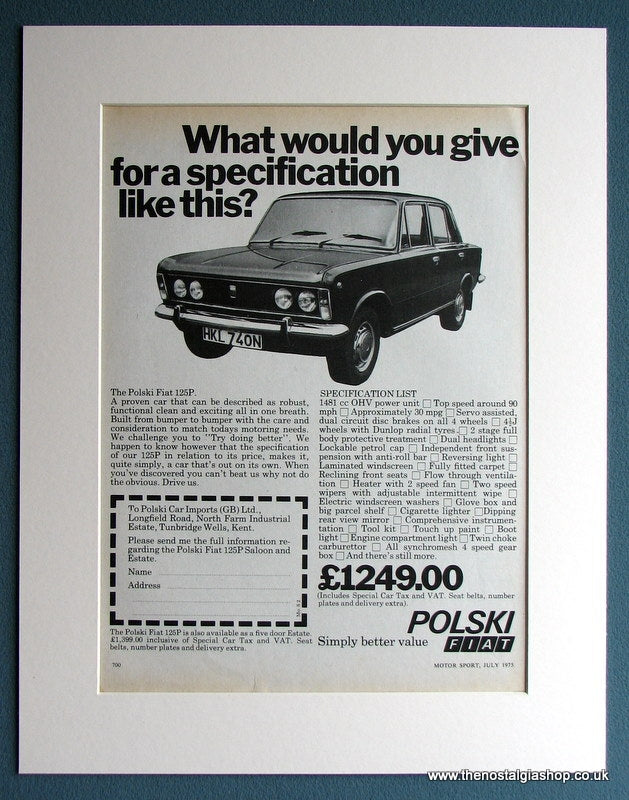 What would you give
for a specification
like this?
HKL 740N
The Polski Fiat 125P.
A proven car that can be described as robust,
functional clean and exciting all in one breath.
Built from bumper to bumper with the care and
consideration to match todays motoring needs.
We challenge you to "Try doing better". We
happen to know however that the specification
of our 125P in relation to its price, makes it,
quite simply, a car that's out on its own. When
you've discovered you can't beat us why not do
the obvious. Drive us.
To Polski Car Imports (GB) Ltd.,
Longfield Road, North Farm Industrial
Estate, Tunbridge Wells, Kent.
Please send me the full information re-
garding the Polski Fiat 125P Saloon and
Estate.
Name
Address
The Polski Fiat 125P is also available as a five door Estate.
£1,399.00 inclusive of Special Car Tax and VAT. Seat
belts, number plates and delivery extra.
700
SPECIFICATION LIST
1481 cc OHV power unit □ Top speed around 90
mph □ Approximately 30 mpg □ Servo assisted,
dual circuit disc brakes on all 4 wheels □ 4½J
wheels with Dunlop radial tyres □ 2 stage full
body protective treatment □ Dual headlights □
Lockable petrol cap □ Independent front sus-
pension with anti-roll bar □ Reversing light □
Laminated windscreen □ Fully fitted carpet □
Reclining front seats □ Flow through ventila-
tion □ Heater with 2 speed fan □ Two speed
wipers with adjustable intermittent wipe □
Electric windscreen washers □ Glove box and
big parcel shelf □ Cigarette lighter □ Dipping
rear view mirror □ Comprehensive instrumen-
tation □ Tool kit □ Touch up paint □ Boot
light □ Engine compartment light □ Twin choke
carburettor □ All synchromesh 4 speed gear
box □ And there's still more.
£1249.00
(Includes Special Car Tax and VAT. Seat belts, number
plates and delivery extra).
POLSKI
Simply better value FIAT
MOTOR SPORT, JULY 1975
www.thenostalgiashop.co.uk